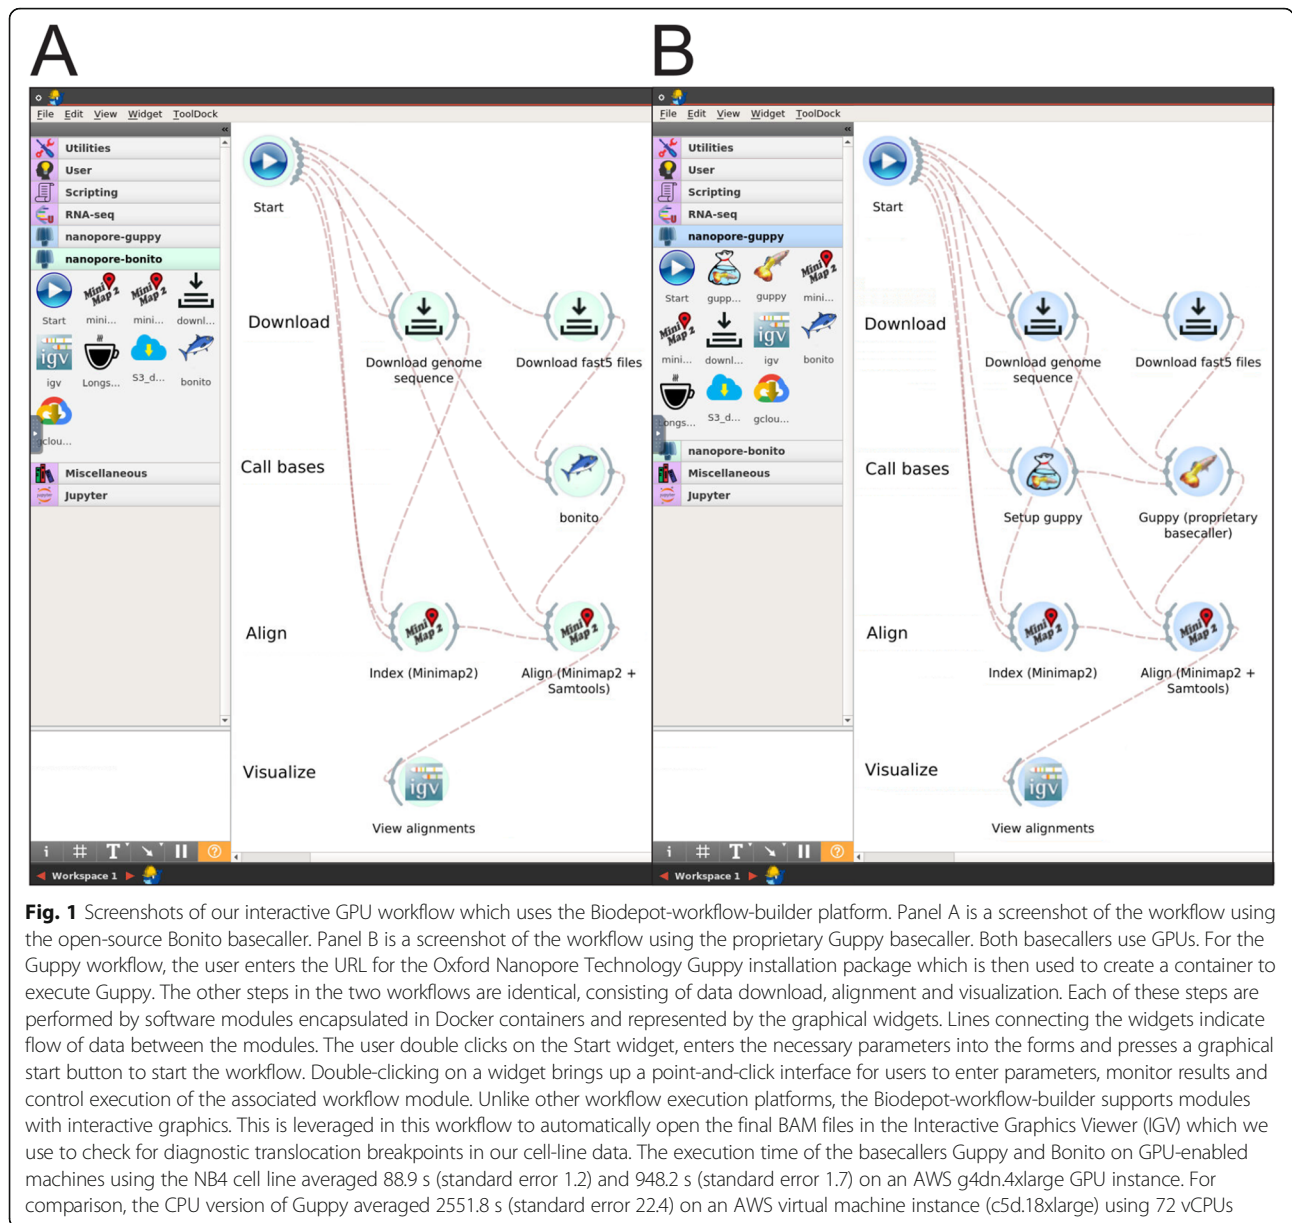 A
B
File Edit View Widget ToolDock
«
Utilities
User
Scripting
RNA-seq
nanopore-guppy
nanopore-bonito
Start mini... mini... downl...
igv Longs... S3_d... bonito
gclou...
Miscellaneous
Jupyter
Start
Download
Download genome
sequence
Download fast5 files
Call bases
bonito
Align
Index (Minimap2)
Align (Minimap2 +
Samtools)
Visualize
igv
View alignments
Workspace 1
File Edit View Widget ToolDock
«
Utilities
User
Scripting
RNA-seq
nanopore-guppy
Start gupp... guppy mini...
mini... downl... igv bonito
Longs... S3_d... gclou...
nanopore-bonito
Miscellaneous
Jupyter
Start
Download
Download genome
sequence
Download fast5 files
Call bases
Setup guppy
Guppy (proprietary
basecaller)
Align
Index (Minimap2)
Align (Minimap2 +
Samtools)
Visualize
igv
View alignments
Workspace 1
Fig. 1 Screenshots of our interactive GPU workflow which uses the Biodepot-workflow-builder platform. Panel A is a screenshot of the workflow using
the open-source Bonito basecaller. Panel B is a screenshot of the workflow using the proprietary Guppy basecaller. Both basecallers use GPUs. For the
Guppy workflow, the user enters the URL for the Oxford Nanopore Technology Guppy installation package which is then used to create a container to
execute Guppy. The other steps in the two workflows are identical, consisting of data download, alignment and visualization. Each of these steps are
performed by software modules encapsulated in Docker containers and represented by the graphical widgets. Lines connecting the widgets indicate
flow of data between the modules. The user double clicks on the Start widget, enters the necessary parameters into the forms and presses a graphical
start button to start the workflow. Double-clicking on a widget brings up a point-and-click interface for users to enter parameters, monitor results and
control execution of the associated workflow module. Unlike other workflow execution platforms, the Biodepot-workflow-builder supports modules
with interactive graphics. This is leveraged in this workflow to automatically open the final BAM files in the Interactive Graphics Viewer (IGV) which we
use to check for diagnostic translocation breakpoints in our cell-line data. The execution time of the basecallers Guppy and Bonito on GPU-enabled
machines using the NB4 cell line averaged 88.9 s (standard error 1.2) and 948.2 s (standard error 1.7) on an AWS g4dn.4xlarge GPU instance. For
comparison, the CPU version of Guppy averaged 2551.8 s (standard error 22.4) on an AWS virtual machine instance (c5d.18xlarge) using 72 vCPUs